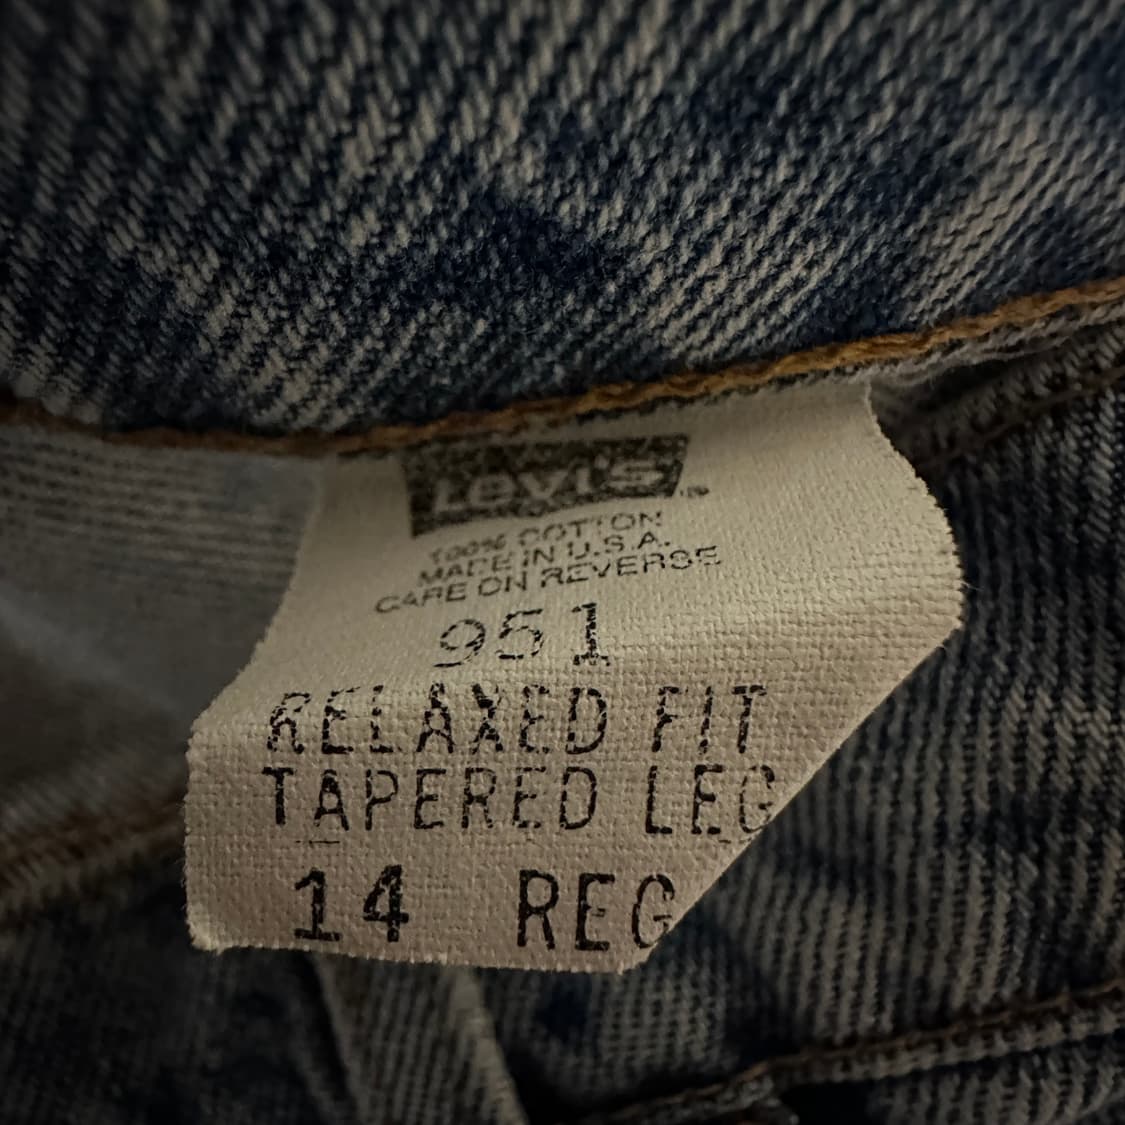 Levi's
100% COTTON
MADE IN U.S.A.
CARE ON REVERSE
951
RELAXED FIT
TAPERED LEG
14 REG